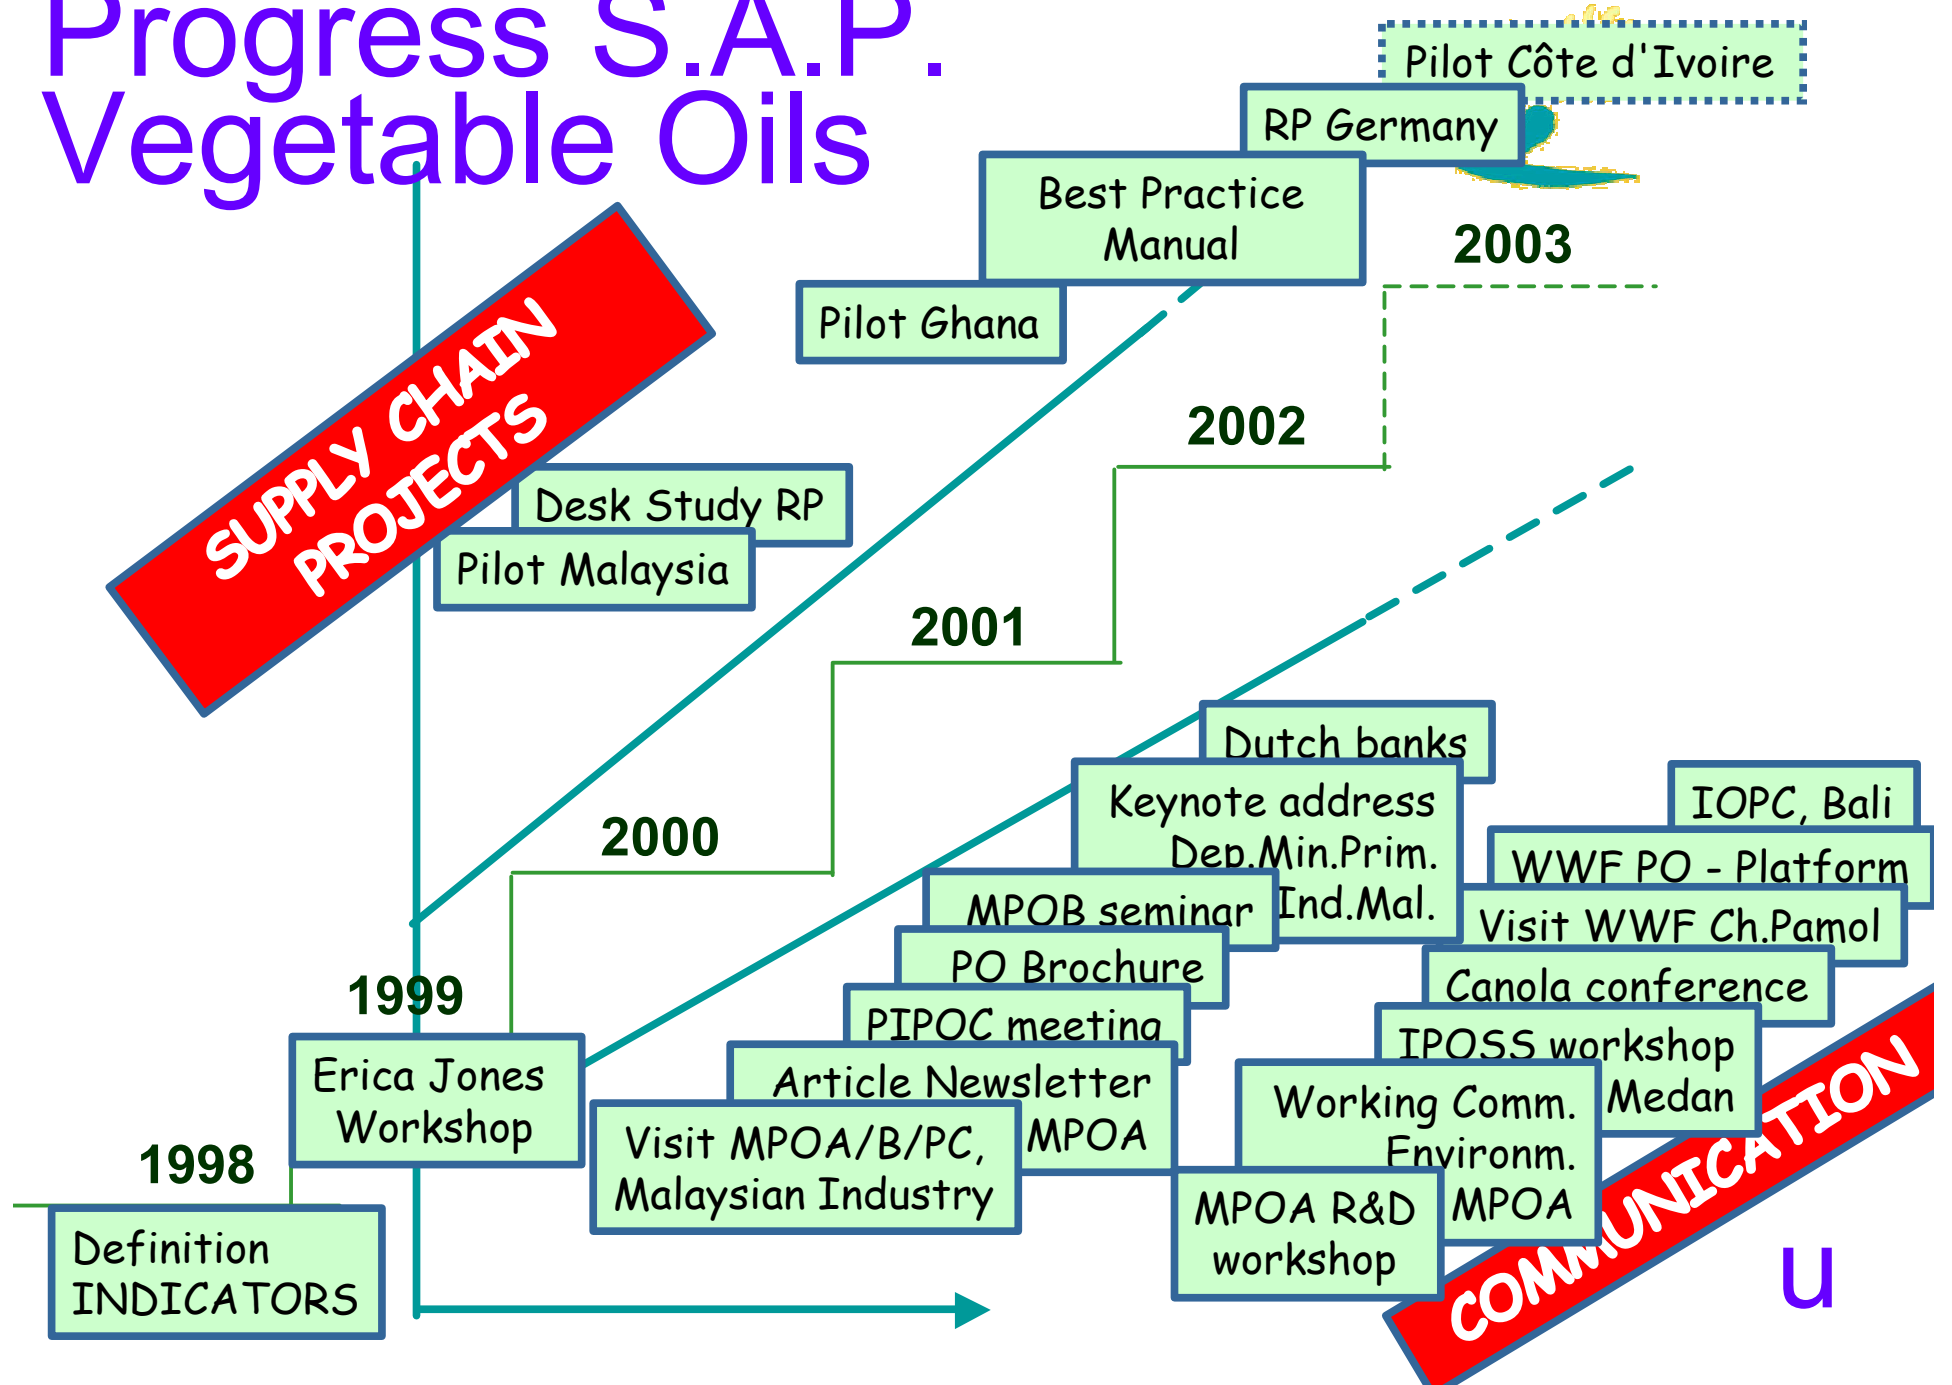 Progress S.A.P.
Vegetable Oils
Pilot Côte d'Ivoire
RP Germany
Best Practice
Manual
2003
Pilot Ghana
SUPPLY CHAIN
PROJECTS
2002
Desk Study RP
Pilot Malaysia
2001
Dutch banks
Keynote address
Dep.Min.Prim.
Ind.Mal.
IOPC, Bali
2000
WWF PO - Platform
MPOB seminar
Visit WWF Ch.Pamol
PO Brochure
Canola conference
1999
PIPOC meeting
IPOSS workshop
Medan
Erica Jones
Workshop
Article Newsletter
MPOA
Working Comm.
Environm.
MPOA
Visit MPOA/B/PC,
Malaysian Industry
1998
MPOA R&D
workshop
COMMUNICATION
Definition
INDICATORS
u